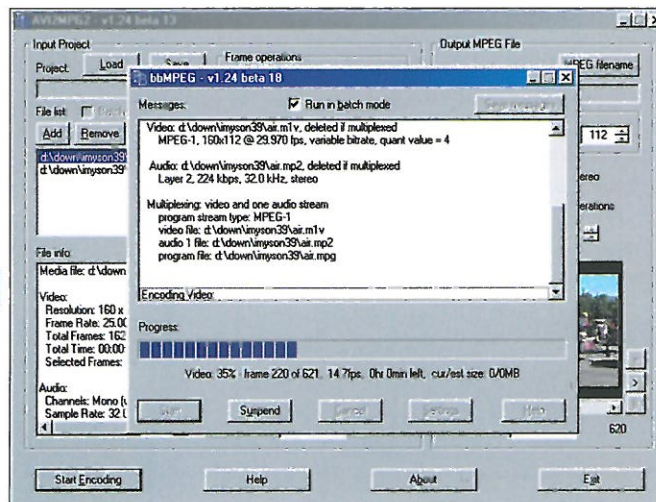 AVI2MPG2 - v1.24 beta 13
Input Project
Project:
Load
Save
Frame operations
Output MPEG File
MPEG filename
File list:
Add
Remove
d:\down\imyson39\
d:\down\imyson39\
112
File info:
Media file: d:\down
Video:
Resolution: 160 x
Frame Rate: 25.00
Total Frames: 162
Total Time: 00:00:
Selected Frames:
Audio:
Channels: Mono
Sample Rate: 32
620
bbMPEG - v1.24 beta 18
Messages:
Run in batch mode
Save messages
Video: d:\down\imyson39\air.m1v, deleted if multiplexed
MPEG-1, 160x112 @ 29.970 fps, variable bitrate, quant value = 4
Audio: d:\down\imyson39\air.mp2, deleted if multiplexed
Layer 2, 224 kbps, 32.0 kHz, stereo
Multiplexing: video and one audio stream
program stream type: MPEG-1
video file: d:\down\imyson39\air.m1v
audio 1 file: d:\down\imyson39\air.mp2
program file: d:\down\imyson39\air.mpg
Encoding Video:
Progress:
Video: 35% - frame 220 of 621, 14.7fps, 0hr 0min left, cur/est size: 0/0MB
Start
Suspend
Cancel
Settings
Help
Start Encoding
Help
About
Exit